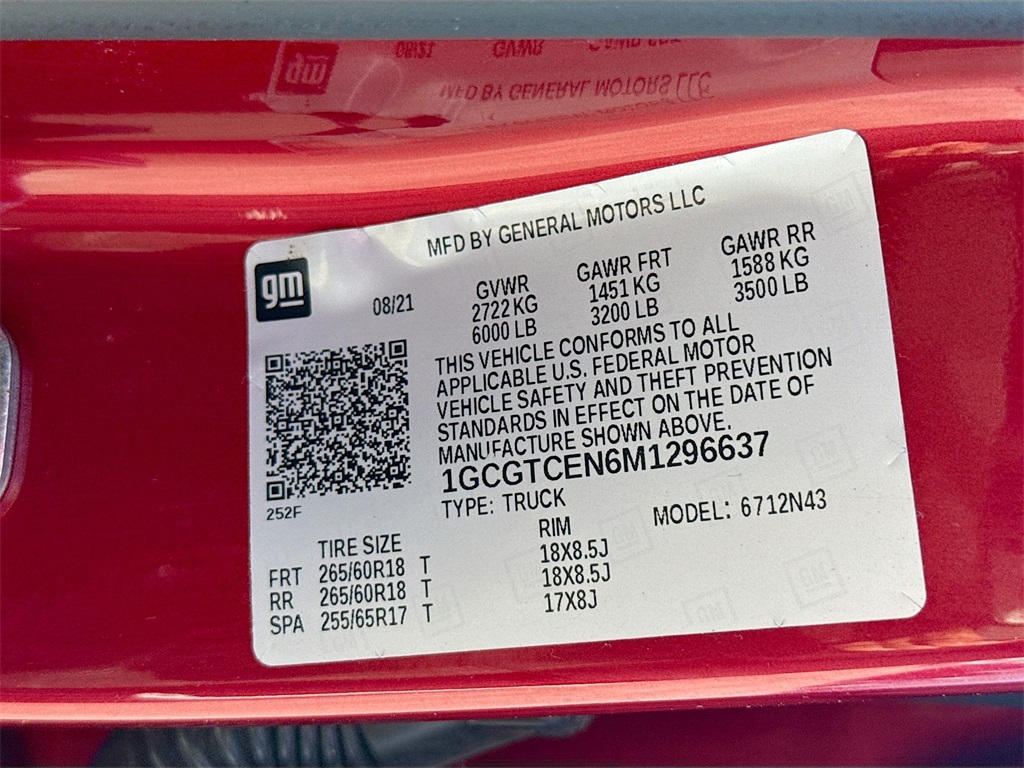 MFD BY GENERAL MOTORS LLC
gm
08/21
GVWR
2722 KG
6000 LB
GAWR FRT
1451 KG
3200 LB
GAWR RR
1588 KG
3500 LB
THIS VEHICLE CONFORMS TO ALL
APPLICABLE U.S. FEDERAL MOTOR
VEHICLE SAFETY AND THEFT PREVENTION
STANDARDS IN EFFECT ON THE DATE OF
MANUFACTURE SHOWN ABOVE.
1GCGTCEN6M1296637
TYPE: TRUCK
MODEL: 6712N43
252F
TIRE SIZE RIM
FRT 265/60R18 T 18X8.5J
RR 265/60R18 T 18X8.5J
SPA 255/65R17 T 17X8J